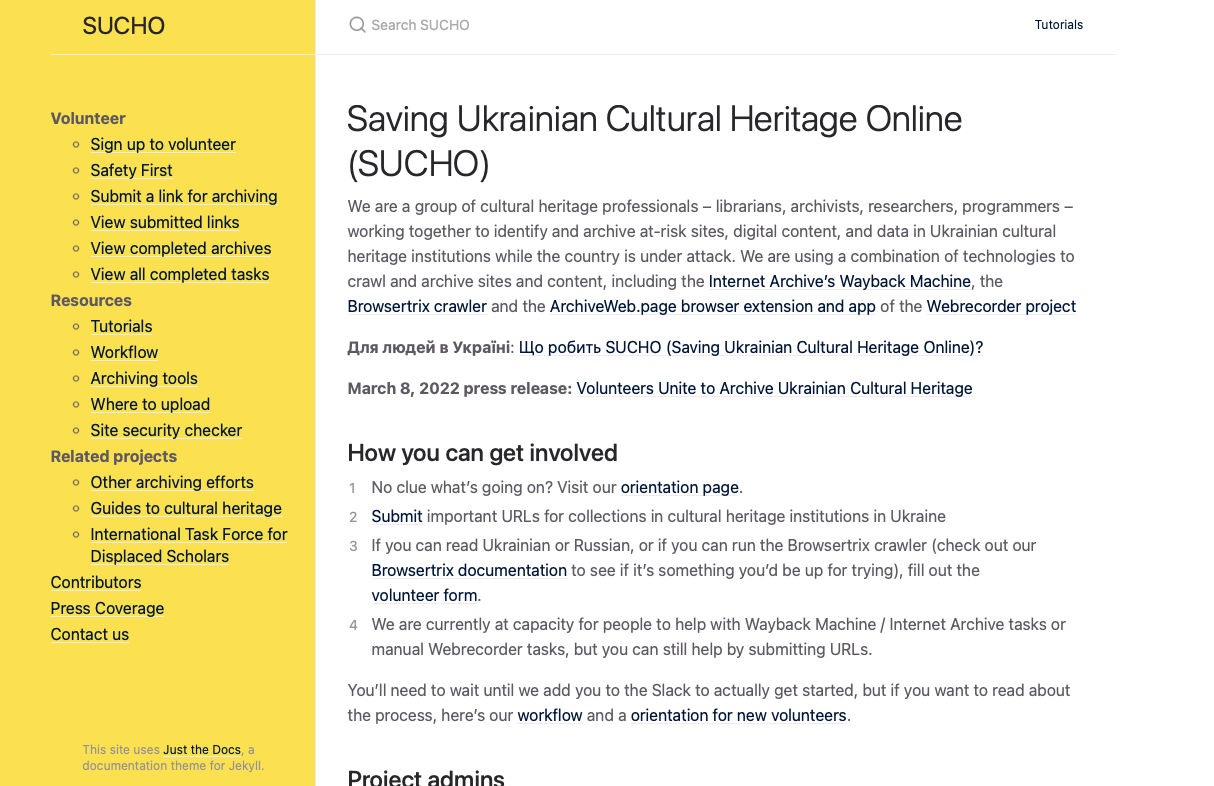 SUCHO
Search SUCHO
Tutorials
Volunteer
Sign up to volunteer
Safety First
Submit a link for archiving
View submitted links
View completed archives
View all completed tasks
Resources
Tutorials
Workflow
Archiving tools
Where to upload
Site security checker
Related projects
Other archiving efforts
Guides to cultural heritage
International Task Force for
Displaced Scholars
Contributors
Press Coverage
Contact us
This site uses Just the Docs, a
documentation theme for Jekyll.
Saving Ukrainian Cultural Heritage Online
(SUCHO)
We are a group of cultural heritage professionals – librarians, archivists, researchers, programmers –
working together to identify and archive at-risk sites, digital content, and data in Ukrainian cultural
heritage institutions while the country is under attack. We are using a combination of technologies to
crawl and archive sites and content, including the Internet Archive’s Wayback Machine, the
Browsertrix crawler and the ArchiveWeb.page browser extension and app of the Webrecorder project
Для людей в Україні: Що робить SUCHO (Saving Ukrainian Cultural Heritage Online)?
March 8, 2022 press release: Volunteers Unite to Archive Ukrainian Cultural Heritage
How you can get involved
1 No clue what’s going on? Visit our orientation page.
2 Submit important URLs for collections in cultural heritage institutions in Ukraine
3 If you can read Ukrainian or Russian, or if you can run the Browsertrix crawler (check out our
Browsertrix documentation to see if it’s something you’d be up for trying), fill out the
volunteer form.
4 We are currently at capacity for people to help with Wayback Machine / Internet Archive tasks or
manual Webrecorder tasks, but you can still help by submitting URLs.
You’ll need to wait until we add you to the Slack to actually get started, but if you want to read about
the process, here’s our workflow and a orientation for new volunteers.
Project admins